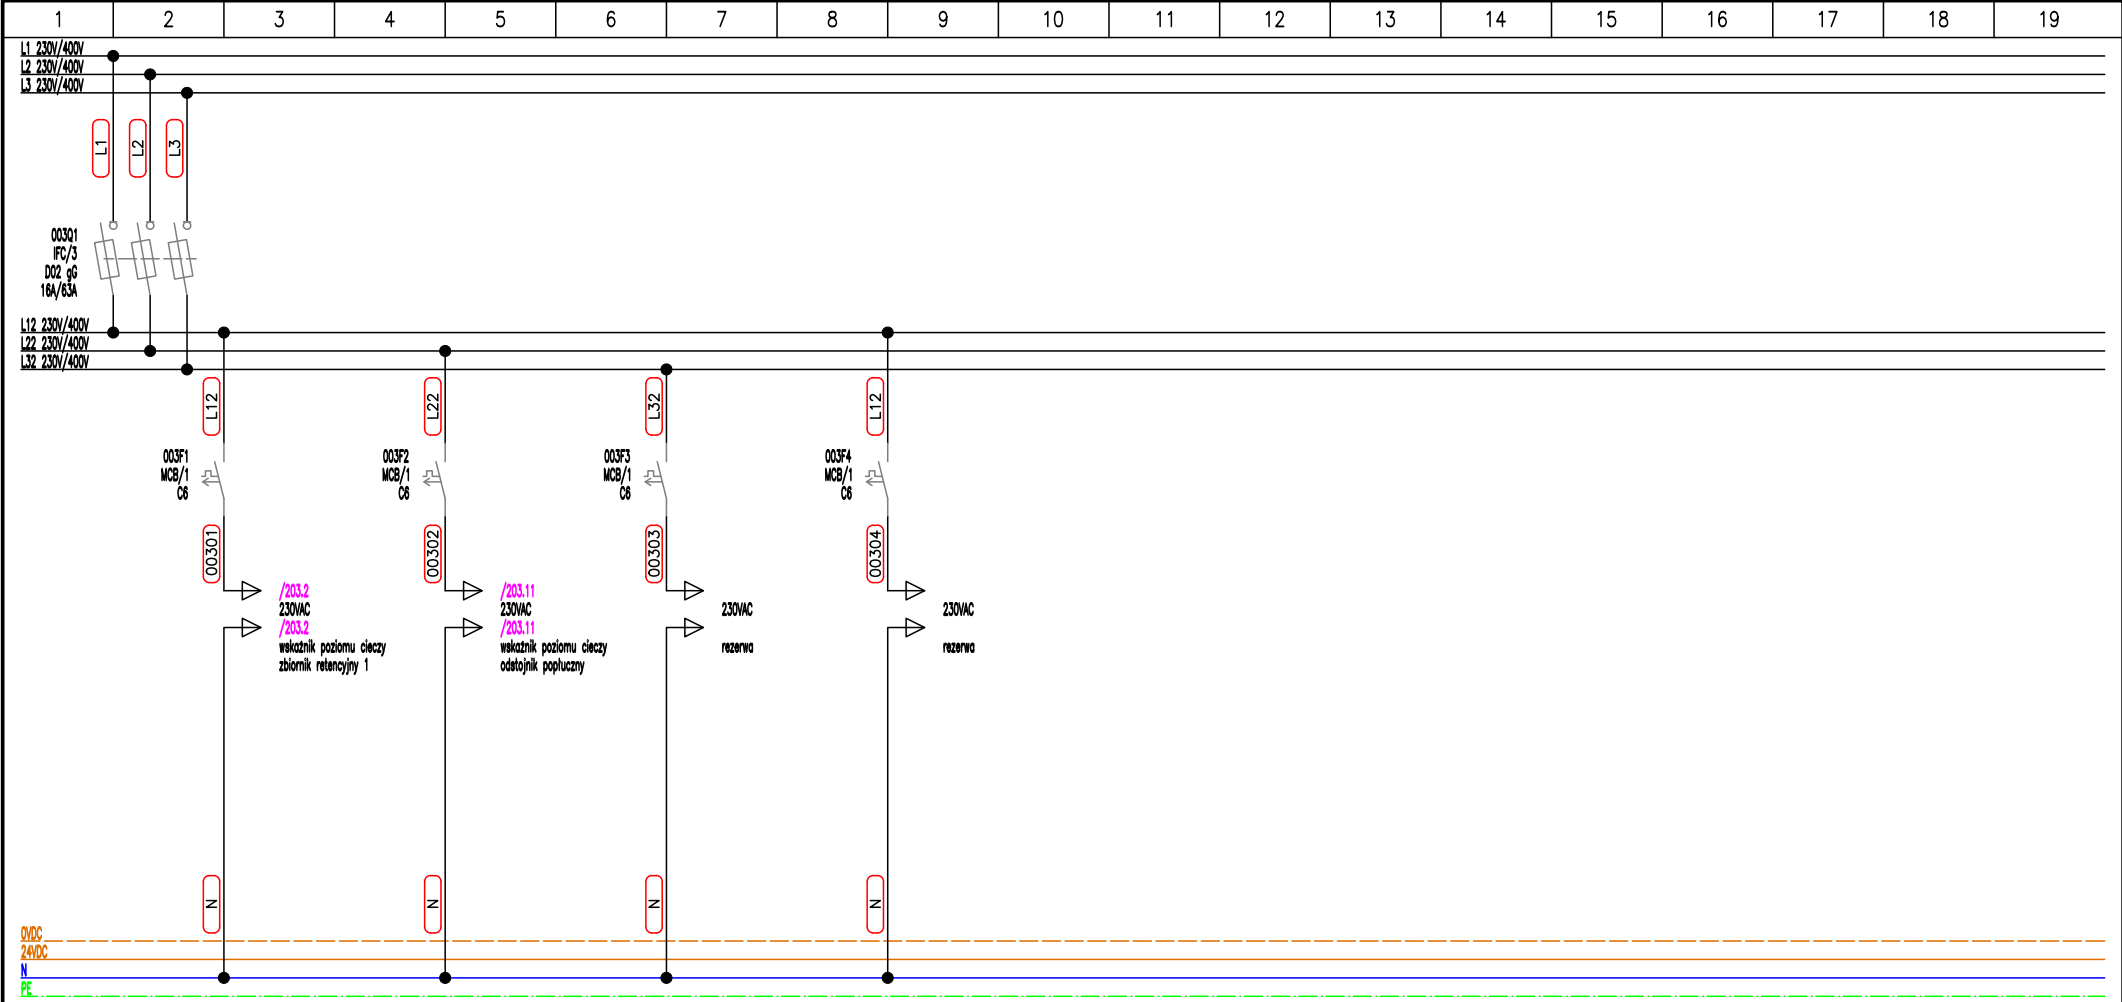 1 2 3 4 5 6 7 8 9 10 11 12 13 14 15 16 17 18 19
L1 230V/400V
L2 230V/400V
L3 230V/400V
L1 L2 L3
003Q1
IFC/3
D02 gG
16A/63A
L12 230V/400V
L22 230V/400V
L32 230V/400V
L12 L22 L32 L12
003F1
MCB/1
C6
003F2
MCB/1
C6
003F3
MCB/1
C6
003F4
MCB/1
C6
00301 00302 00303 00304
/203.2
230VAC
/203.2
wskaźnik poziomu cieczy
zbiornik retencyjny 1
/203.11
230VAC
/203.11
wskaźnik poziomu cieczy
odstojnik popłuczny
230VAC
rezerwa
230VAC
rezerwa
N N N N
0VDC
24VDC
N
PE